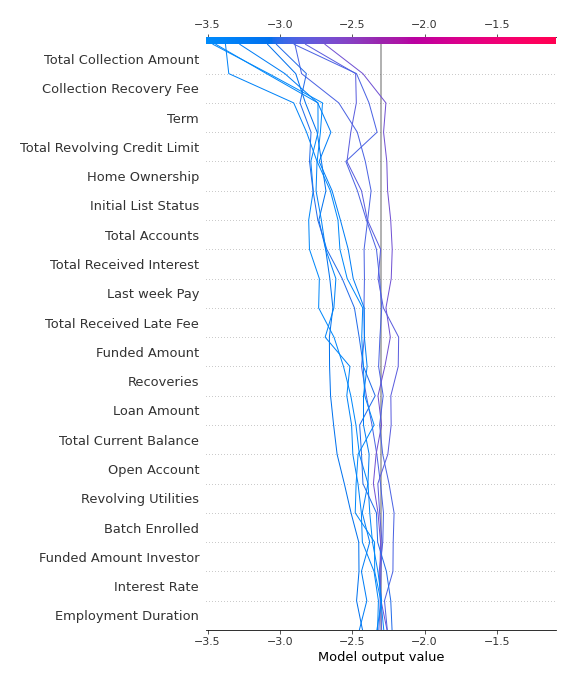 −3.5 −3.0 −2.5 −2.0 −1.5
Total Collection Amount
Collection Recovery Fee
Term
Total Revolving Credit Limit
Home Ownership
Initial List Status
Total Accounts
Total Received Interest
Last week Pay
Total Received Late Fee
Funded Amount
Recoveries
Loan Amount
Total Current Balance
Open Account
Revolving Utilities
Batch Enrolled
Funded Amount Investor
Interest Rate
Employment Duration
−3.5 −3.0 −2.5 −2.0 −1.5
Model output value